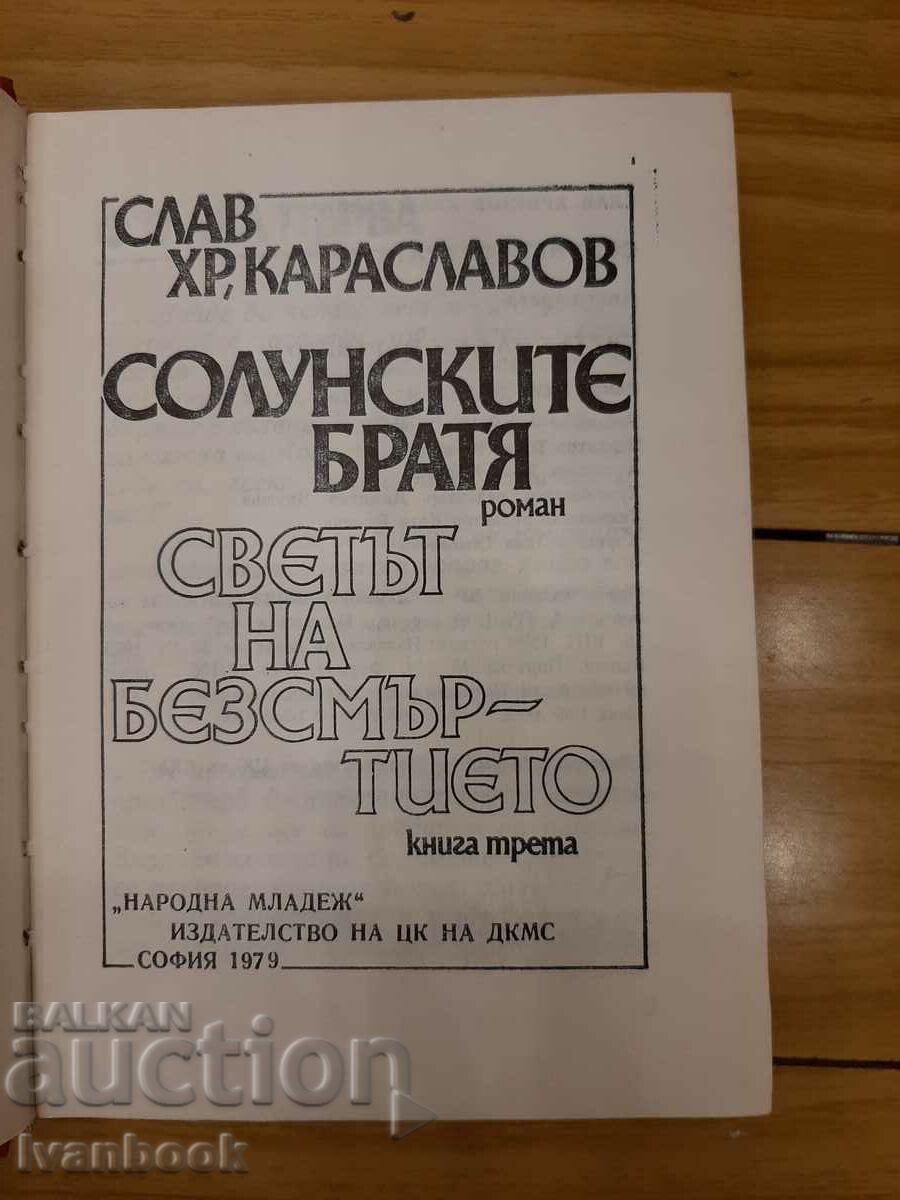 СЛАВ
ХР. КАРАСЛАВОВ
СОЛУНСКИТЕ
БРАТЯ
роман
СВЕТЪТ
НА
БЕЗСМЪР-
ТИЕТО
книга трета
„НАРОДНА МЛАДЕЖ“
ИЗДАТЕЛСТВО НА ЦК НА ДКМС
СОФИЯ 1979
BALKAN
auction
Ivanbook